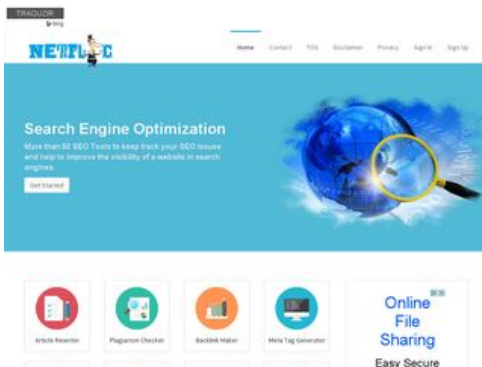 TRADUZIR
bing
NETFL C
Home Contact TOS Disclaimer Privacy Sign In Sign Up
Search Engine Optimization
More than 50 SEO Tools to keep track your SEO issues
and help to improve the visibility of a website in search
engines.
Get Started
Article Rewriter
Plagiarism Checker
Backlink Maker
Meta Tag Generator
Online
File
Sharing
Easy Secure